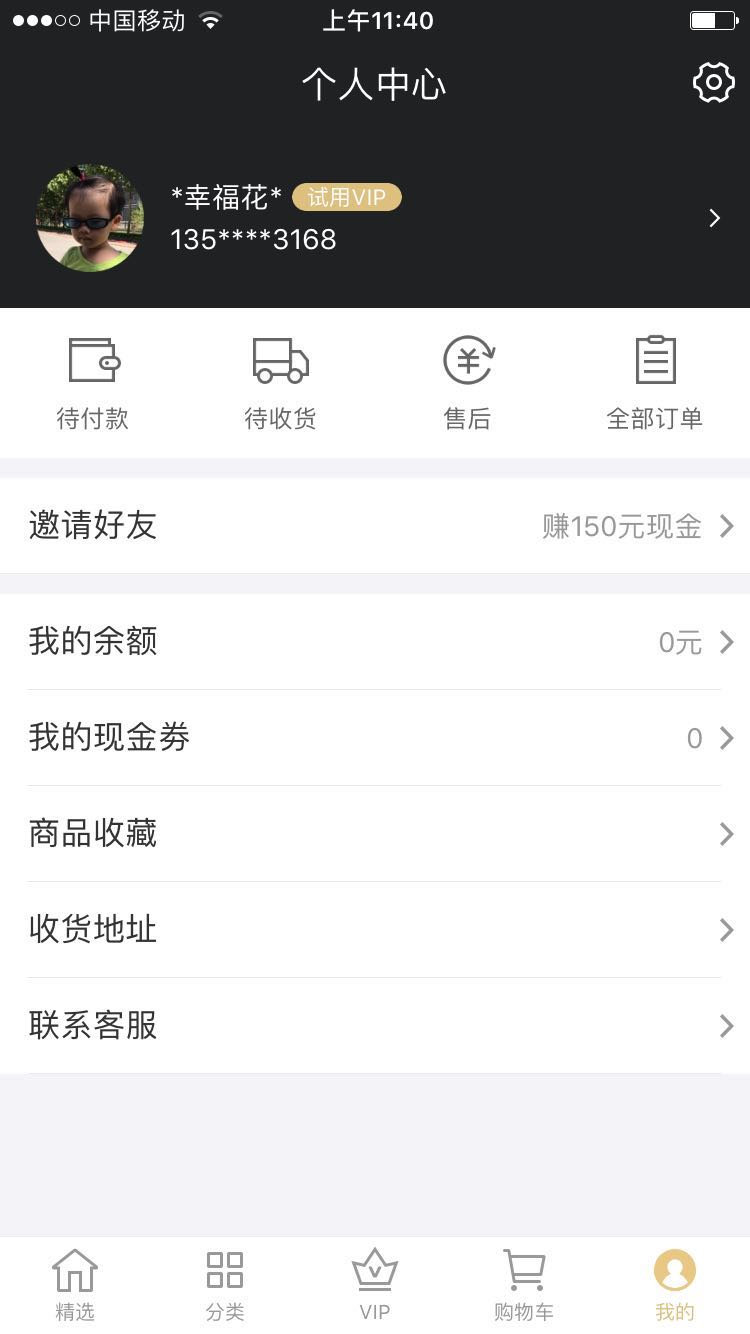 中国移动 上午11:40
个人中心
*幸福花* 试用VIP
135****3168
待付款 待收货 售后 全部订单
邀请好友 赚150元现金
我的余额 0元
我的现金券 0
商品收藏
收货地址
联系客服
精选 分类 VIP 购物车 我的